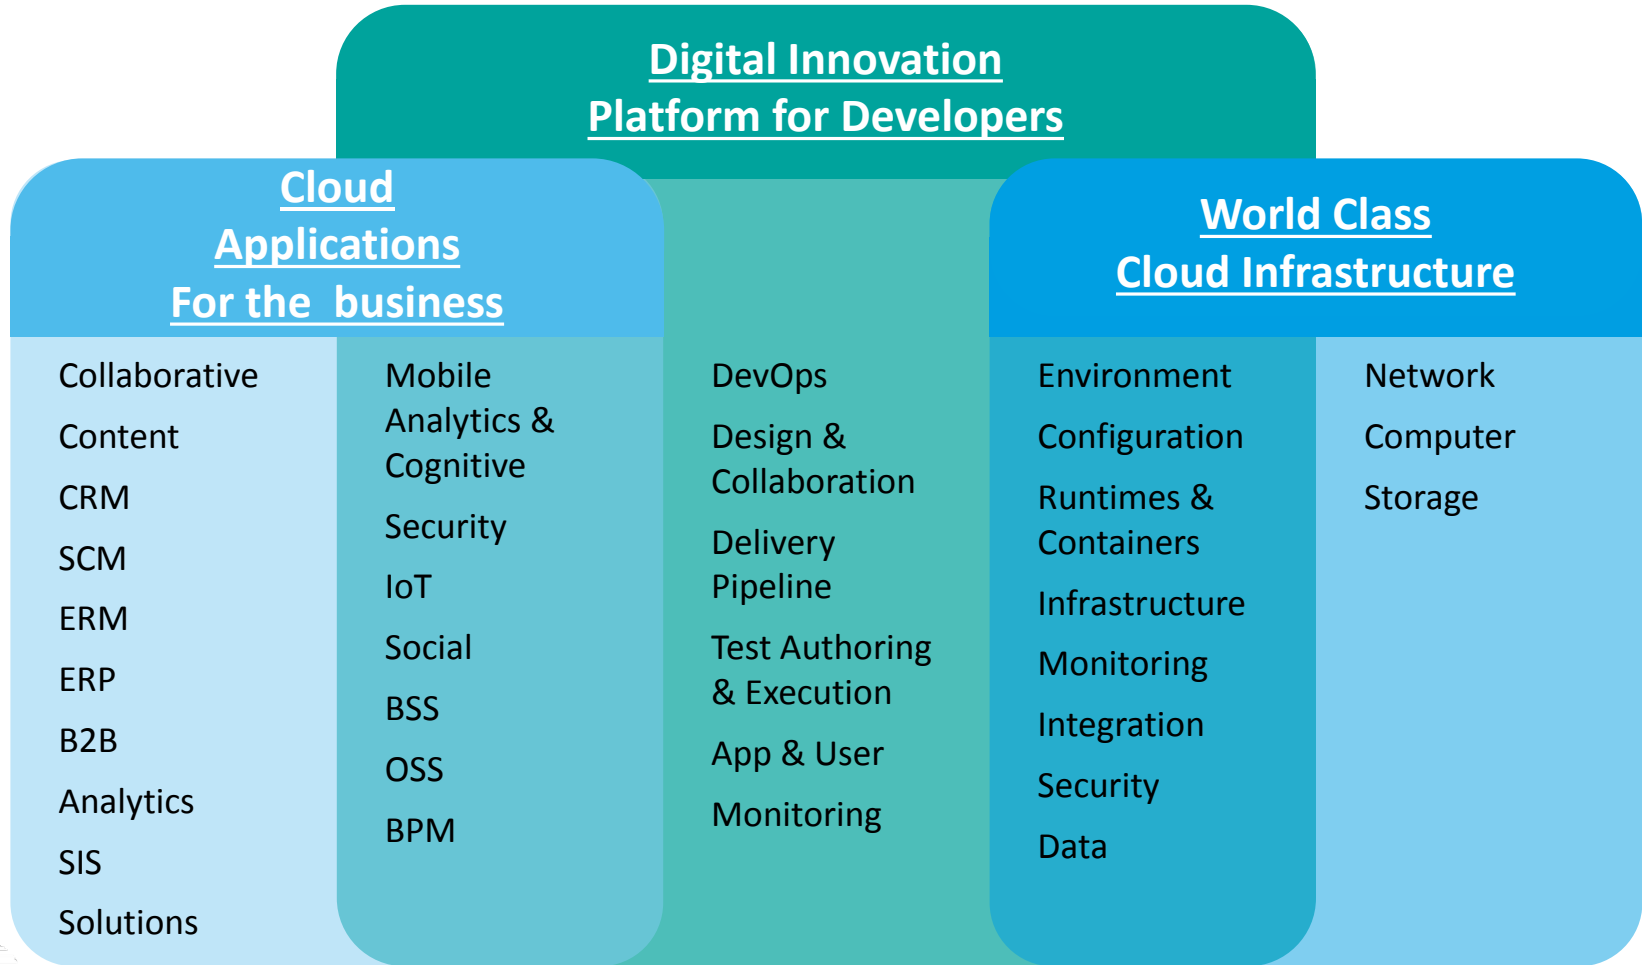 Digital Innovation
Platform for Developers
Cloud
Applications
For the  business
World Class
Cloud Infrastructure
Collaborative
Content
CRM
SCM
ERM
ERP
B2B
Analytics
SIS
Solutions
Mobile
Analytics &
Cognitive
Security
IoT
Social
BSS
OSS
BPM
DevOps
Design &
Collaboration
Delivery
Pipeline
Test Authoring
& Execution
App & User
Monitoring
Environment
Configuration
Runtimes &
Containers
Infrastructure
Monitoring
Integration
Security
Data
Network
Computer
Storage